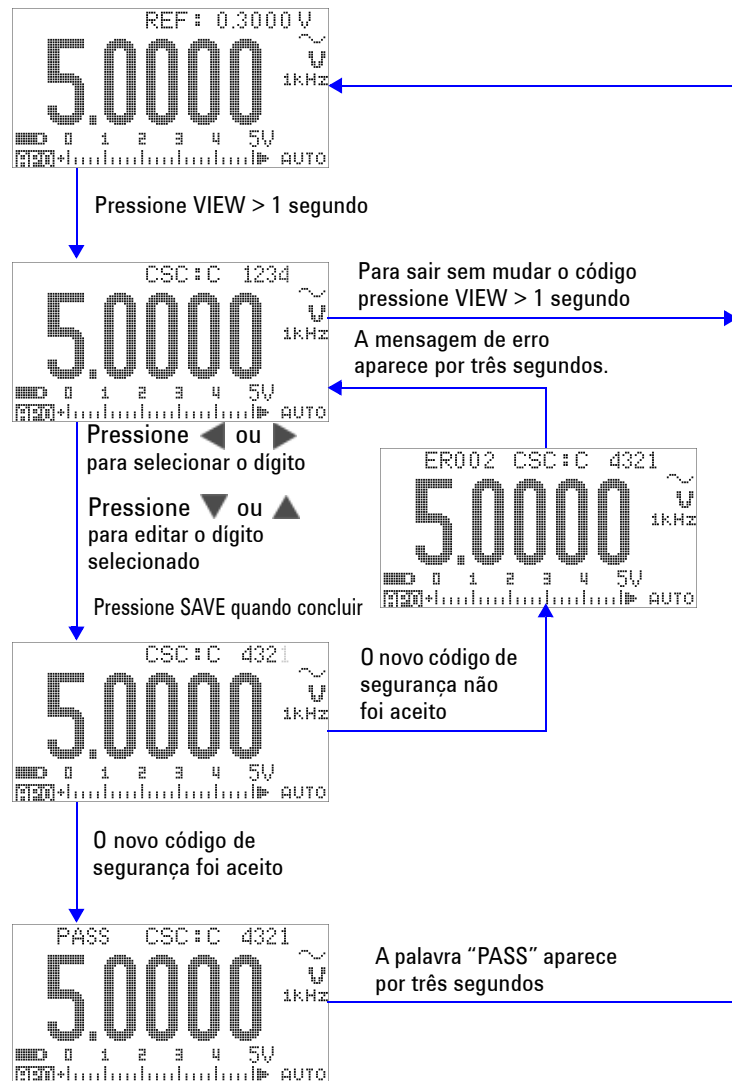 REF: 0.3000 V
5.0000
V
1kHz
0 1 2 3 4 5V
APO AUTO
Pressione VIEW > 1 segundo
CSC:C 1234
5.0000
V
1kHz
0 1 2 3 4 5V
APO AUTO
Para sair sem mudar o código
pressione VIEW > 1 segundo
A mensagem de erro
aparece por três segundos.
Pressione ◀ ou ▶
para selecionar o dígito
Pressione ▼ ou ▲
para editar o dígito
selecionado
Pressione SAVE quando concluir
ER002 CSC:C 4321
5.0000
V
1kHz
0 1 2 3 4 5V
APO AUTO
CSC:C 4321
5.0000
V
1kHz
0 1 2 3 4 5V
APO AUTO
O novo código de
segurança não
foi aceito
O novo código de
segurança foi aceito
PASS CSC:C 4321
5.0000
V
1kHz
0 1 2 3 4 5V
APO AUTO
A palavra “PASS” aparece
por três segundos